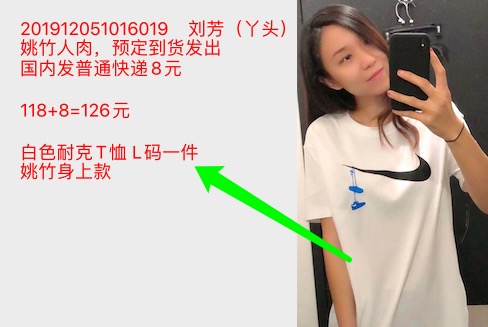 201912051016019 刘芳（丫头）
姚竹人肉，预定到货发出
国内发普通快递8元
118+8=126元
白色耐克T恤 L码一件
姚竹身上款